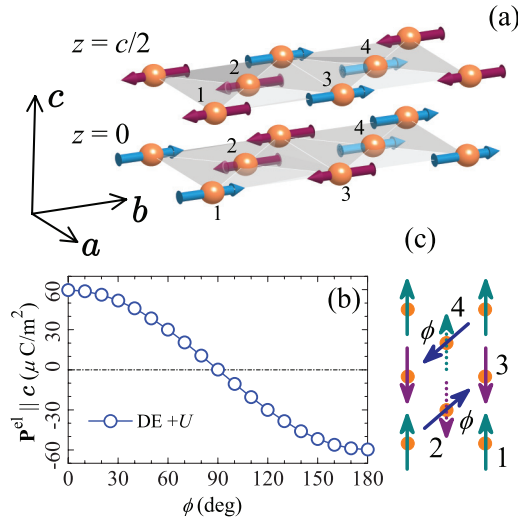 (a)
z = c/2
2
4
1
3
c
z = 0
2
4
b
1
3
a
(b)
(c)
P^el || c (μ C/m²)
60
30
0
-30
-60
DE +U
0
30
60
90
120
150
180
ϕ (deg)
4
ϕ
3
ϕ
2
1